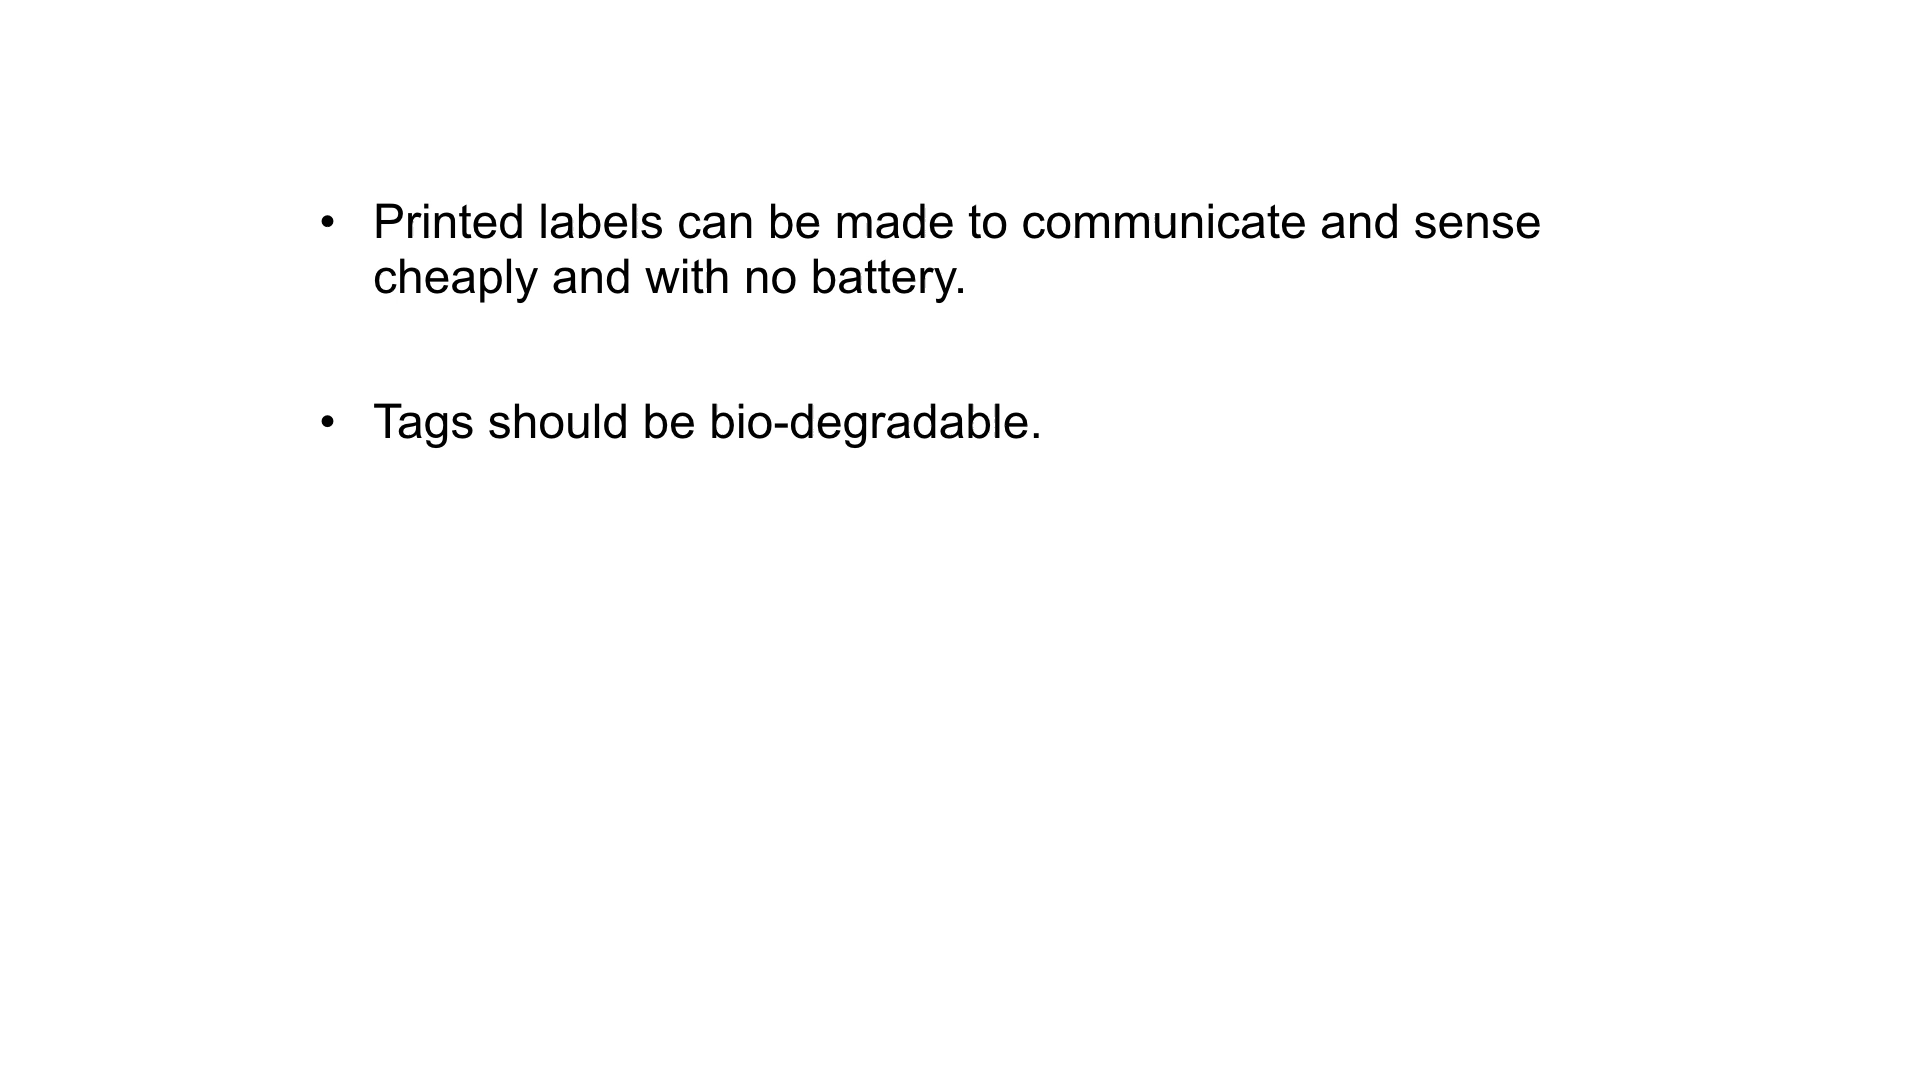 • Printed labels can be made to communicate and sense
cheaply and with no battery.
• Tags should be bio-degradable.